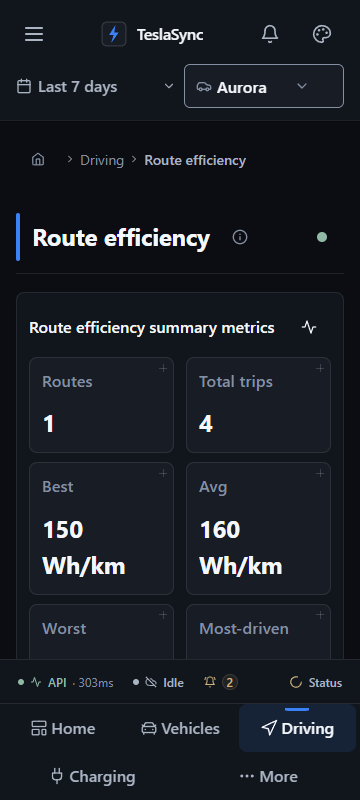 TeslaSync
Last 7 days
Aurora
Driving
Route efficiency
Route efficiency
Route efficiency summary metrics
Routes
1
Total trips
4
Best
150
Wh/km
Avg
160
Wh/km
Worst
Most-driven
API · 303ms
Idle
2
Status
Home
Vehicles
Driving
Charging
More